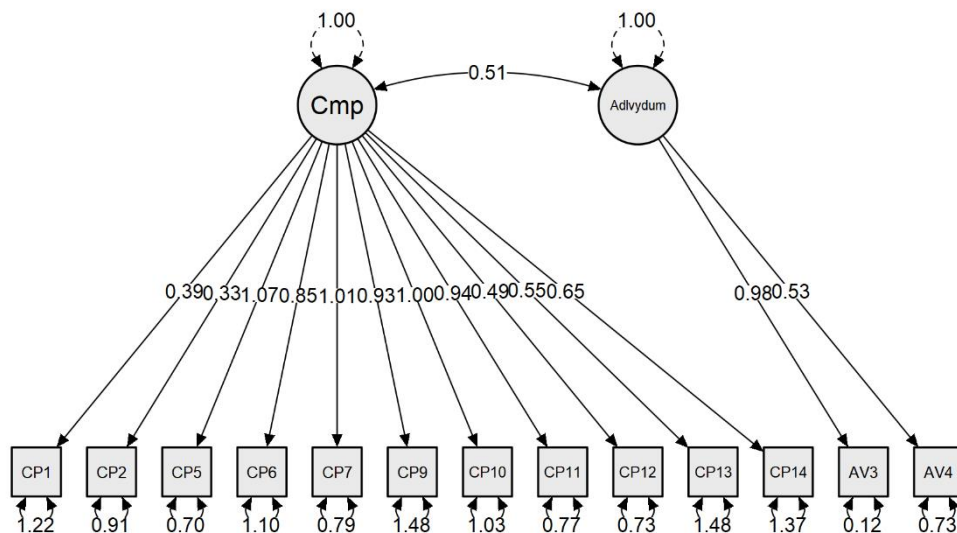 1.00 1.00
0.51
Cmp Adlvydum
0.39 0.33 1.07 0.85 1.01 0.93 1.00 0.94 0.49 0.55 0.65 0.98 0.53
CP1 CP2 CP5 CP6 CP7 CP9 CP10 CP11 CP12 CP13 CP14 AV3 AV4
1.22 0.91 0.70 1.10 0.79 1.48 1.03 0.77 0.73 1.48 1.37 0.12 0.73